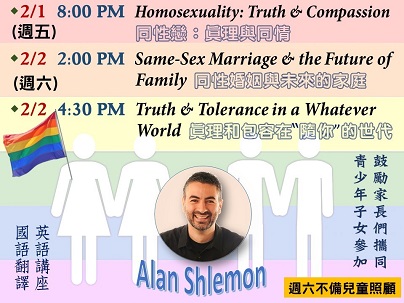 ◆2/1 8:00 PM Homosexuality: Truth & Compassion
(週五) 同性戀：眞理與同情
◆2/2 2:00 PM Same-Sex Marriage & the Future of
(週六) Family 同性婚姻與未來的家庭
◆2/2 4:30 PM Truth & Tolerance in a Whatever
World 眞理和包容在“隨你”的世代
鼓勵家長們攜同
青少年子女參加
英語講座
國語翻譯
Alan Shlemon
週六不備兒童照顧